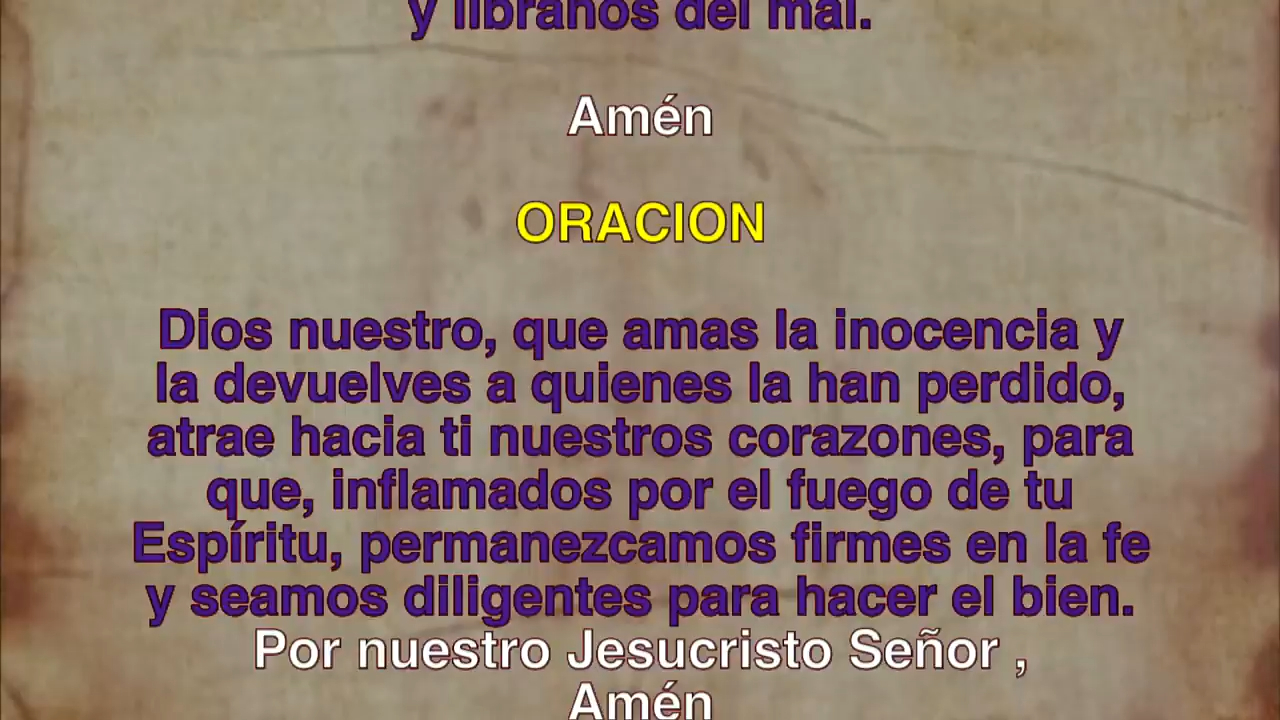 y líbranos del mal.
Amén
ORACION
Dios nuestro, que amas la inocencia y
la devuelves a quienes la han perdido,
atrae hacia ti nuestros corazones, para
que, inflamados por el fuego de tu
Espíritu, permanezcamos firmes en la fe
y seamos diligentes para hacer el bien.
Por nuestro Jesucristo Señor ,
Amén